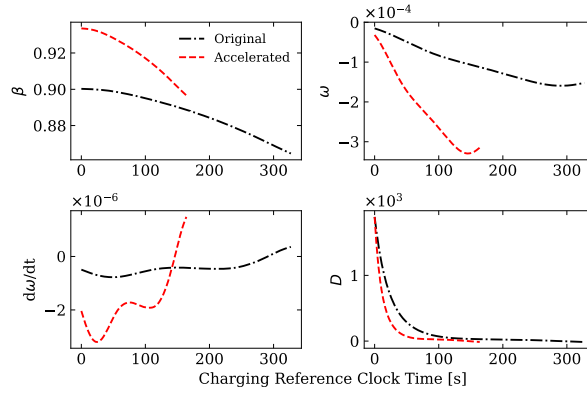 ×10⁻⁴
0.92
0.90
0.88
β
Original
Accelerated
0 100 200 300
0
−1
−2
−3
ω
0 100 200 300
×10⁻⁶
0
−2
dω/dt
0 100 200 300
×10³
1
0
D
0 100 200 300
Charging Reference Clock Time [s]